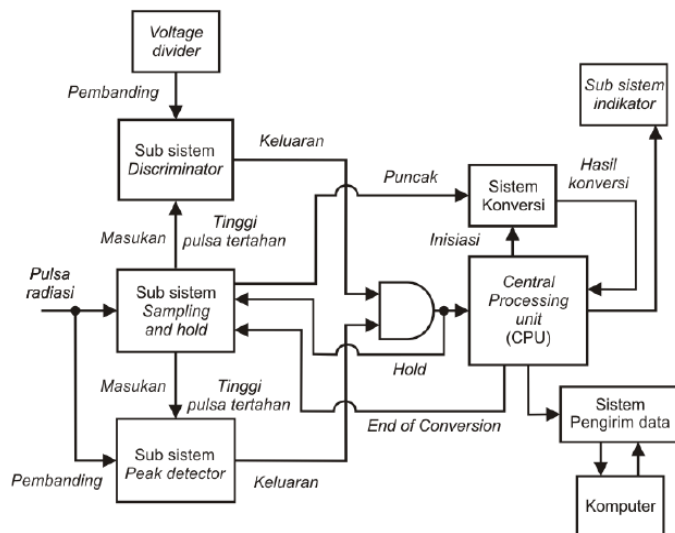 Voltage
divider
Pembanding
Sub sistem
Discriminator
Keluaran
Sub sistem
indikator
Puncak
Sistem
Konversi
Hasil
konversi
Masukan
Tinggi
pulsa tertahan
Inisiasi
Pulsa
radiasi
Sub sistem
Sampling
and hold
Central
Processing
unit
(CPU)
Masukan
Tinggi
pulsa tertahan
Hold
End of Conversion
Sub sistem
Peak detector
Pembanding
Keluaran
Sistem
Pengirim data
Komputer